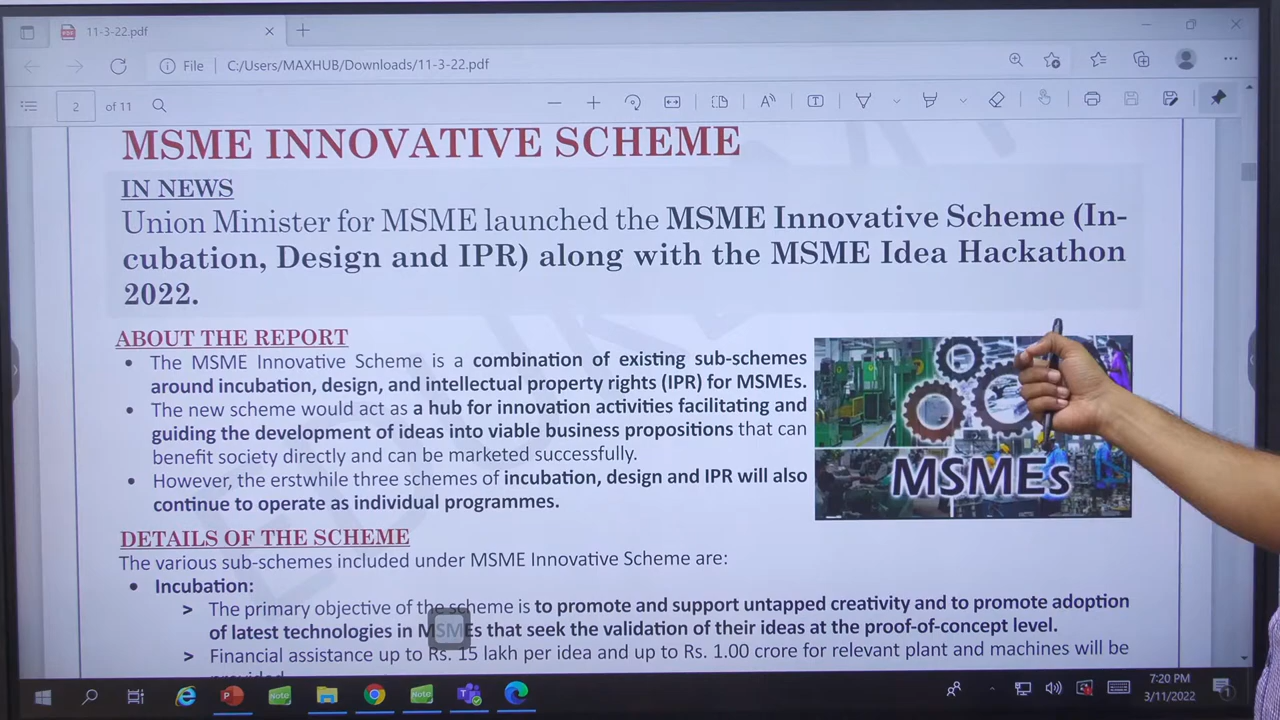 11-3-22.pdf
File C:/Users/MAXHUB/Downloads/11-3-22.pdf
2 of 11
MSME INNOVATIVE SCHEME
IN NEWS
Union Minister for MSME launched the MSME Innovative Scheme (In-
cubation, Design and IPR) along with the MSME Idea Hackathon
2022.
ABOUT THE REPORT
• The MSME Innovative Scheme is a combination of existing sub-schemes
around incubation, design, and intellectual property rights (IPR) for MSMEs.
• The new scheme would act as a hub for innovation activities facilitating and
guiding the development of ideas into viable business propositions that can
benefit society directly and can be marketed successfully.
• However, the erstwhile three schemes of incubation, design and IPR will also
continue to operate as individual programmes.
MSMEs
DETAILS OF THE SCHEME
The various sub-schemes included under MSME Innovative Scheme are:
• Incubation:
> The primary objective of the scheme is to promote and support untapped creativity and to promote adoption
of latest technologies in MSMEs that seek the validation of their ideas at the proof-of-concept level.
> Financial assistance up to Rs. 15 lakh per idea and up to Rs. 1.00 crore for relevant plant and machines will be
Note
Note
7:20 PM
3/11/2022